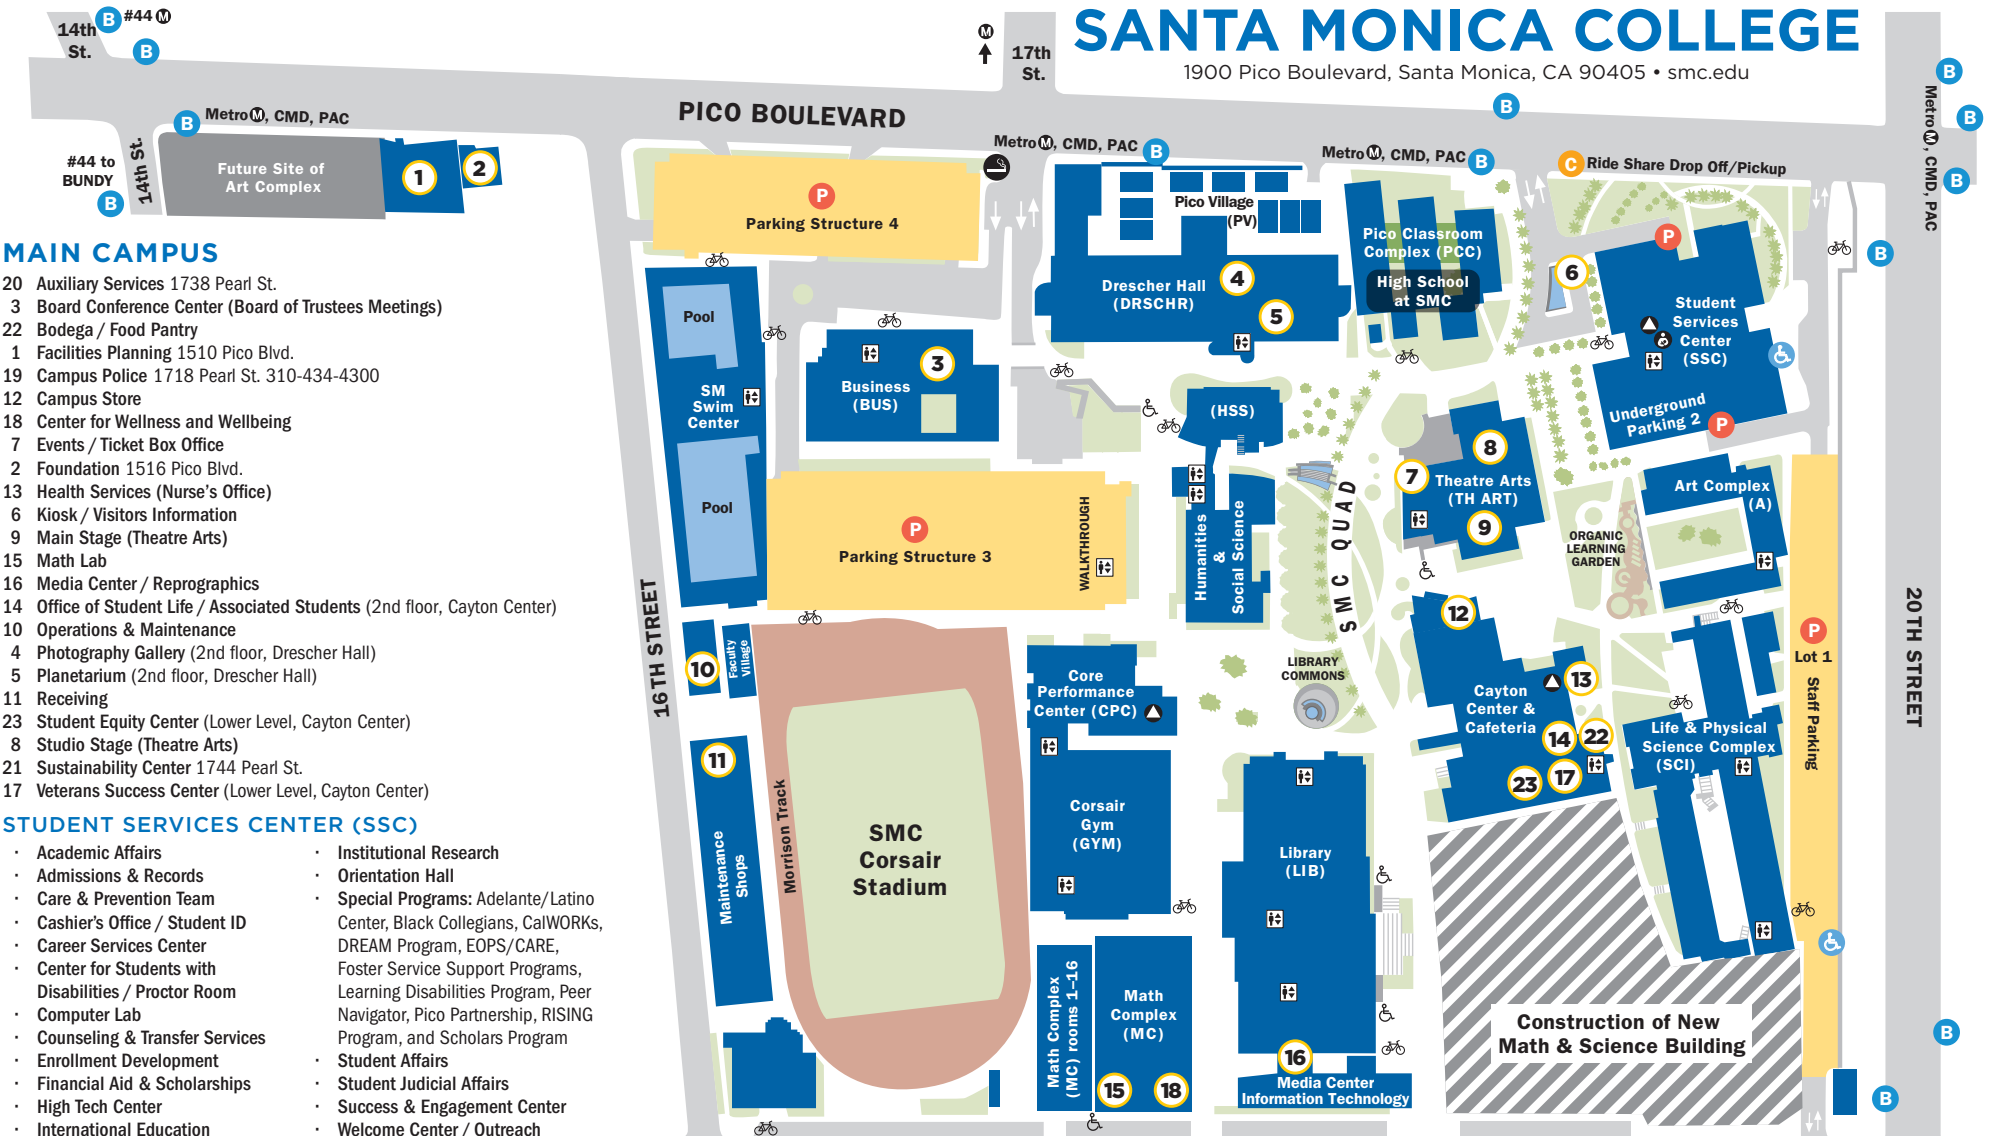 SANTA MONICA COLLEGE
1900 Pico Boulevard, Santa Monica, CA 90405 • smc.edu
14th
St.
B
#44 M
B
M
17th
St.
PICO BOULEVARD
B
B
Metro M, CMD, PAC
B
Metro M, CMD, PAC
#44 to
BUNDY
B
14th St.
Future Site of
Art Complex
1
2
Metro M, CMD, PAC
B
Metro M, CMD, PAC
B
C
Ride Share Drop Off/Pickup
B
B
B
MAIN CAMPUS
20 Auxiliary Services 1738 Pearl St.
3 Board Conference Center (Board of Trustees Meetings)
22 Bodega / Food Pantry
1 Facilities Planning 1510 Pico Blvd.
19 Campus Police 1718 Pearl St. 310-434-4300
12 Campus Store
18 Center for Wellness and Wellbeing
7 Events / Ticket Box Office
2 Foundation 1516 Pico Blvd.
13 Health Services (Nurse's Office)
6 Kiosk / Visitors Information
9 Main Stage (Theatre Arts)
15 Math Lab
16 Media Center / Reprographics
14 Office of Student Life / Associated Students (2nd floor, Cayton Center)
10 Operations & Maintenance
4 Photography Gallery (2nd floor, Drescher Hall)
5 Planetarium (2nd floor, Drescher Hall)
11 Receiving
23 Student Equity Center (Lower Level, Cayton Center)
8 Studio Stage (Theatre Arts)
21 Sustainability Center 1744 Pearl St.
17 Veterans Success Center (Lower Level, Cayton Center)
STUDENT SERVICES CENTER (SSC)
· Academic Affairs
· Admissions & Records
· Care & Prevention Team
· Cashier's Office / Student ID
· Career Services Center
· Center for Students with
Disabilities / Proctor Room
· Computer Lab
· Counseling & Transfer Services
· Enrollment Development
· Financial Aid & Scholarships
· High Tech Center
· International Education
· Institutional Research
· Orientation Hall
· Special Programs: Adelante/Latino
Center, Black Collegians, CalWORKs,
DREAM Program, EOPS/CARE,
Foster Service Support Programs,
Learning Disabilities Program, Peer
Navigator, Pico Partnership, RISING
Program, and Scholars Program
· Student Affairs
· Student Judicial Affairs
· Success & Engagement Center
· Welcome Center / Outreach
P
Parking Structure 4
Pool
SM
Swim
Center
Pool
Business
(BUS)
3
P
Parking Structure 3
WALKTHROUGH
16TH STREET
10
Faculty
Village
11
Maintenance
Shops
Morrison Track
SMC
Corsair
Stadium
Pico Village
(PV)
Drescher Hall
(DRSCHR)
4
5
Pico Classroom
Complex (PCC)
High School
at SMC
6
P
Student
Services
Center
(SSC)
Underground
Parking 2
P
B
(HSS)
Humanities
&
Social Science
SMC QUAD
7
8
Theatre Arts
(TH ART)
9
Art Complex
(A)
ORGANIC
LEARNING
GARDEN
LIBRARY
COMMONS
Core
Performance
Center (CPC)
Corsair
Gym
(GYM)
12
13
Cayton
Center &
Cafeteria
14
22
23
17
Life & Physical
Science Complex
(SCI)
P
Lot 1
Staff Parking
20TH STREET
Library
(LIB)
Math Complex
(MC) rooms 1–16
Math
Complex
(MC)
15
18
16
Media Center
Information Technology
Construction of New
Math & Science Building
B
B